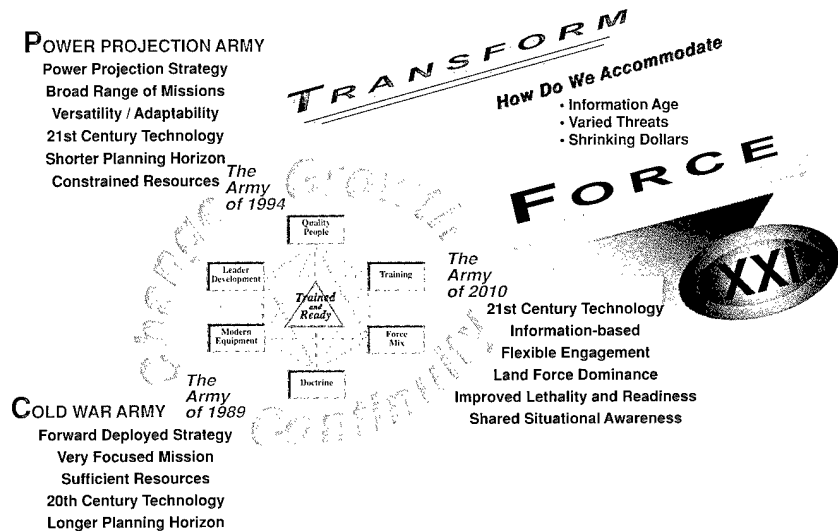 POWER PROJECTION ARMY
Power Projection Strategy
Broad Range of Missions
Versatility / Adaptability
21st Century Technology
Shorter Planning Horizon
Constrained Resources
The
Army
of 1994
TRANSFORM
How Do We Accommodate
• Information Age
• Varied Threats
• Shrinking Dollars
FORCE
XXI
Change Growth
Continuity
Quality
People
Leader
Development
Training
Trained
and
Ready
Modern
Equipment
Force
Mix
Doctrine
The
Army
of 2010
21st Century Technology
Information-based
Flexible Engagement
Land Force Dominance
Improved Lethality and Readiness
Shared Situational Awareness
The
Army
of 1989
COLD WAR ARMY
Forward Deployed Strategy
Very Focused Mission
Sufficient Resources
20th Century Technology
Longer Planning Horizon